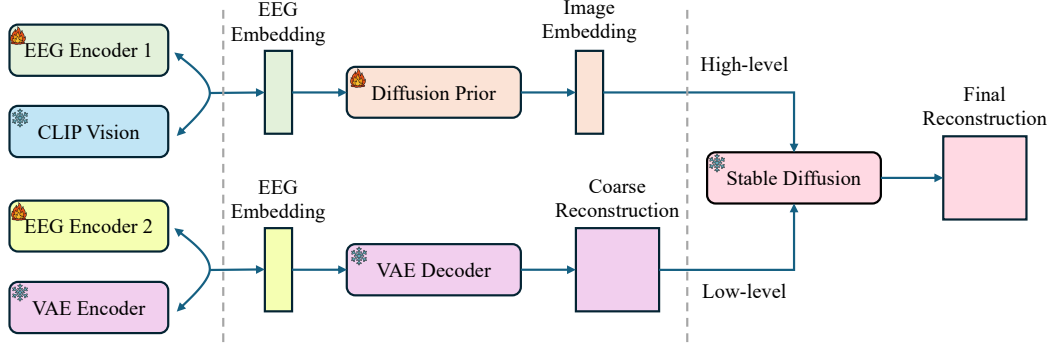 EEG Encoder 1
CLIP Vision
EEG
Embedding
Diffusion Prior
Image
Embedding
High-level
EEG Encoder 2
VAE Encoder
EEG
Embedding
VAE Decoder
Coarse
Reconstruction
Low-level
Stable Diffusion
Final
Reconstruction